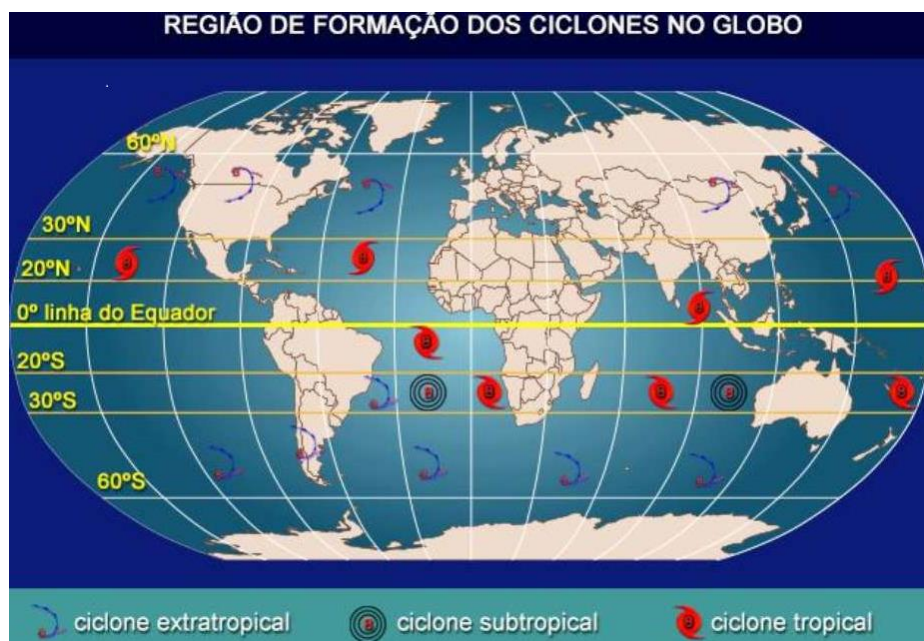 REGIÃO DE FORMAÇÃO DOS CICLONES NO GLOBO
60ºN
30ºN
20ºN
0º linha do Equador
20ºS
30ºS
60ºS
B ciclone extratropical
B ciclone subtropical
B ciclone tropical